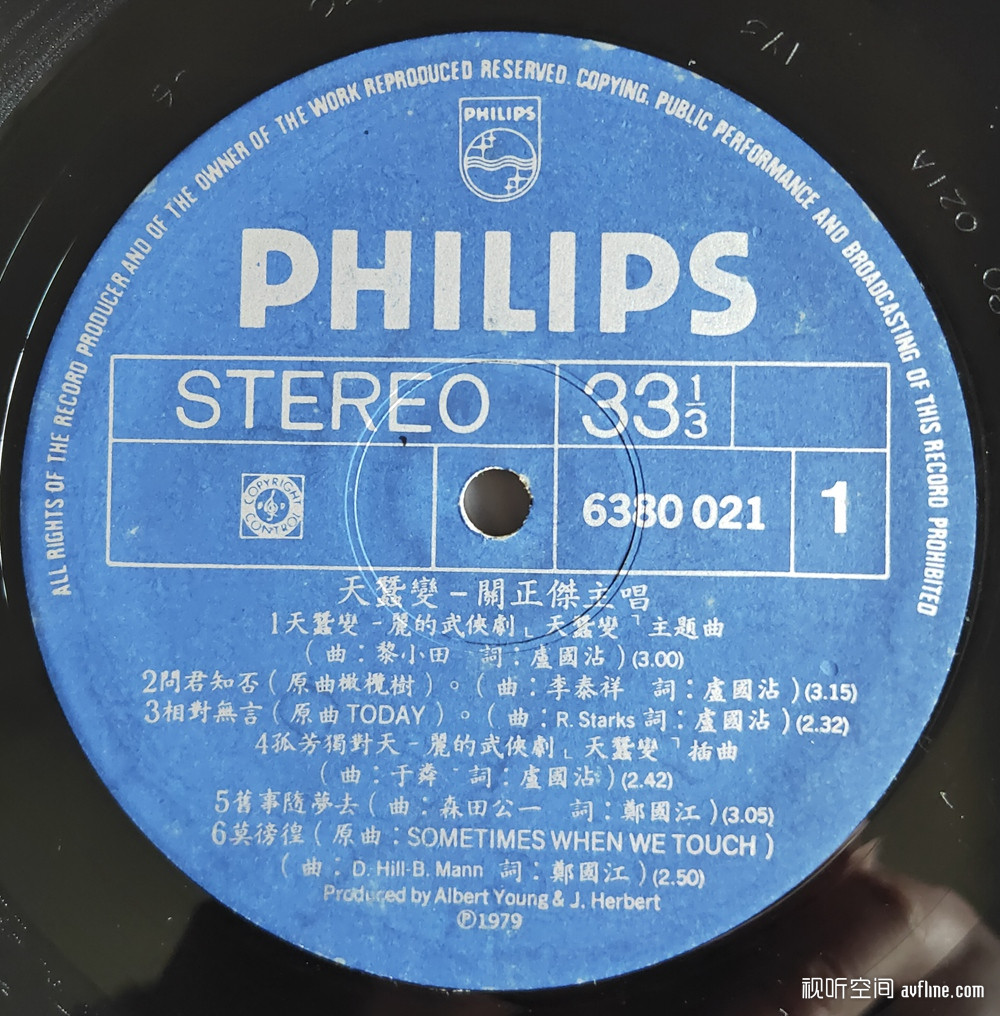 ALL RIGHTS OF THE RECORD PRODUCER AND OF THE OWNER OF THE WORK REPRODUCED RESERVED. COPYING, PUBLIC PERFORMANCE AND BROADCASTING OF THIS RECORD PROHIBITED
PHILIPS
PHILIPS
STEREO 33 1/3
COPYRIGHT CONTROL
6380 021 1
天蠶變－關正傑主唱
1天蠶變－麗的武俠劇「天蠶變」主題曲
(曲：黎小田 詞：盧國沾)(3.00)
2問君知否(原曲橄欖樹)。(曲：李泰祥 詞：盧國沾)(3.15)
3相對無言(原曲TODAY)。(曲：R. Starks 詞：盧國沾)(2.32)
4孤芳獨對天－麗的武俠劇「天蠶變」插曲
(曲：于粦 詞：盧國沾)(2.42)
5舊事隨夢去(曲：森田公一 詞：鄭國江)(3.05)
6莫徬徨(原曲：SOMETIMES WHEN WE TOUCH)
(曲：D. Hill-B. Mann 詞：鄭國江)(2.50)
Produced by Albert Young & J. Herbert
Ⓟ1979
021A
视听空间 avfline.com